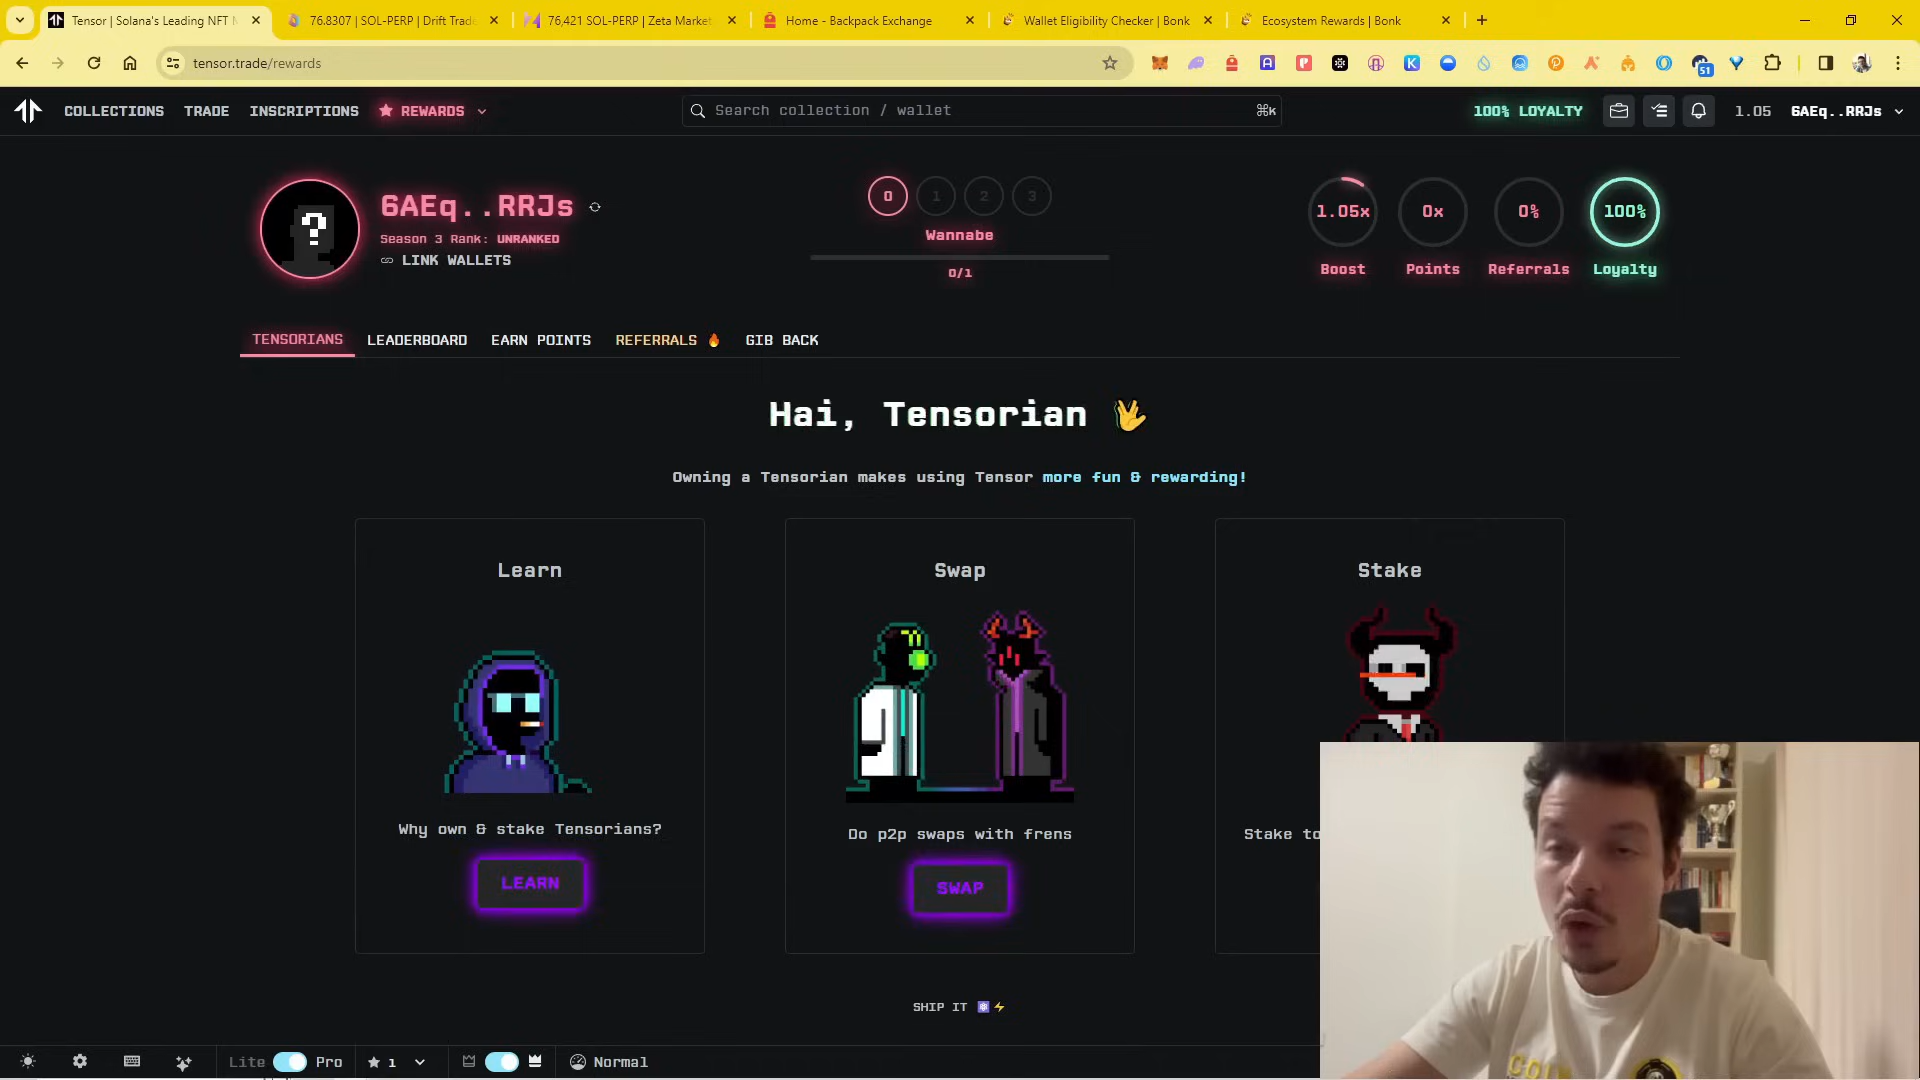 Tensor | Solana's Leading NFT M
76.8307 | SOL-PERP | Drift Trade
76,421 SOL-PERP | Zeta Market
Home - Backpack Exchange
Wallet Eligibility Checker | Bonk
Ecosystem Rewards | Bonk
tensor.trade/rewards
51
COLLECTIONS TRADE INSCRIPTIONS REWARDS
Search collection / wallet
⌘K
100% LOYALTY
1.05
6AEq..RRJs
6AEq..RRJs
Season 3 Rank: UNRANKED
LINK WALLETS
0 1 2 3
Wannabe
0/1
1.05x 0x 0% 100%
Boost Points Referrals Loyalty
TENSORIANS LEADERBOARD EARN POINTS REFERRALS 🔥 GIB BACK
Hai, Tensorian 🖖
Owning a Tensorian makes using Tensor more fun & rewarding!
Learn
Why own & stake Tensorians?
LEARN
Swap
Do p2p swaps with frens
SWAP
Stake
Stake to
SHIP IT ⚛️⚡
Lite Pro
1
Normal